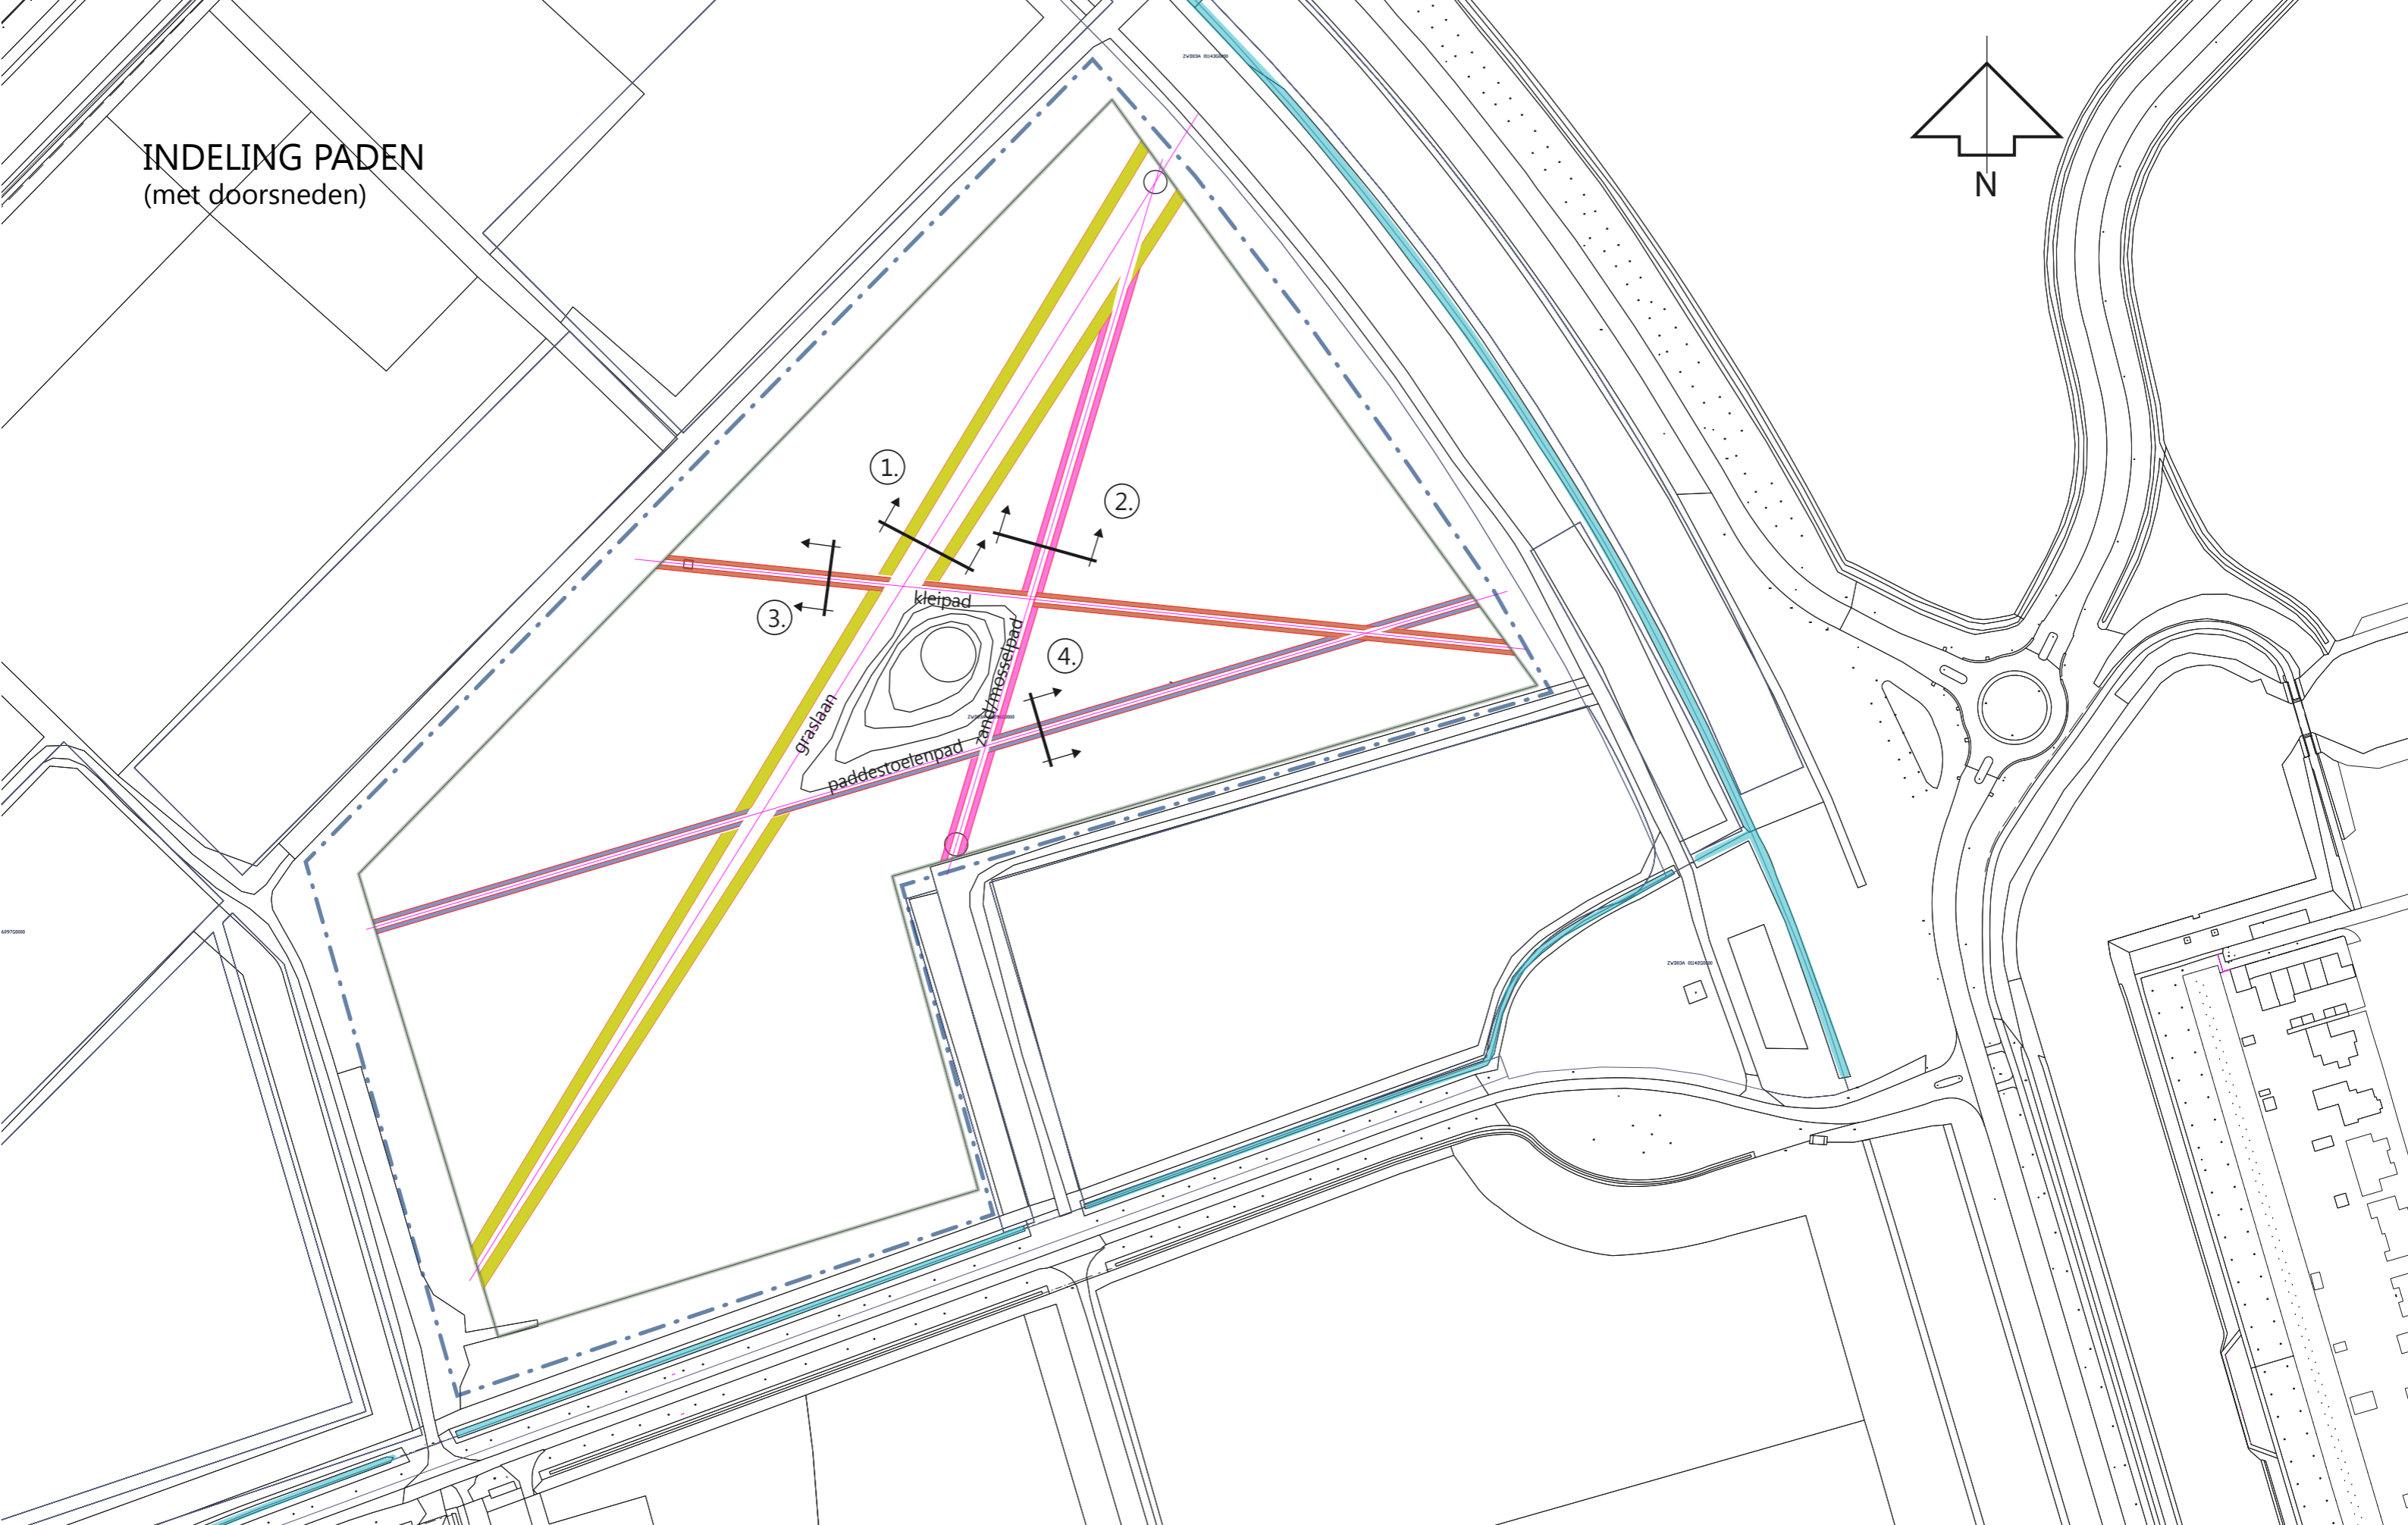 INDELING PADEN
(met doorsneden)
N
1.
2.
3.
4.
kleipad
zand/mosselpad
graslaan
paddestoelenpad